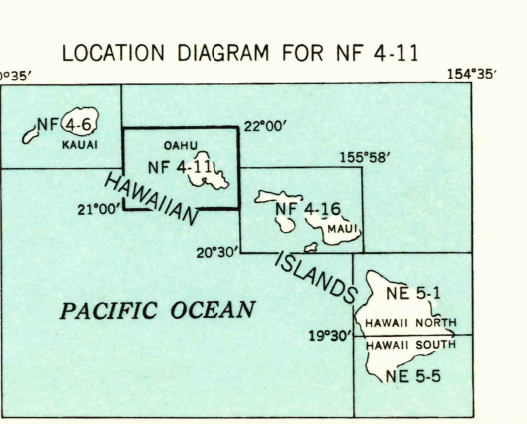 LOCATION DIAGRAM FOR NF 4-11
0°35′ 154°35′
NF 4-6
KAUAI
22°00′
OAHU
NF 4-11
155°58′
HAWAIIAN
21°00′
NF 4-16
MAUI
20°30′
ISLANDS
NE 5-1
PACIFIC OCEAN
HAWAII NORTH
19°30′
HAWAII SOUTH
NE 5-5